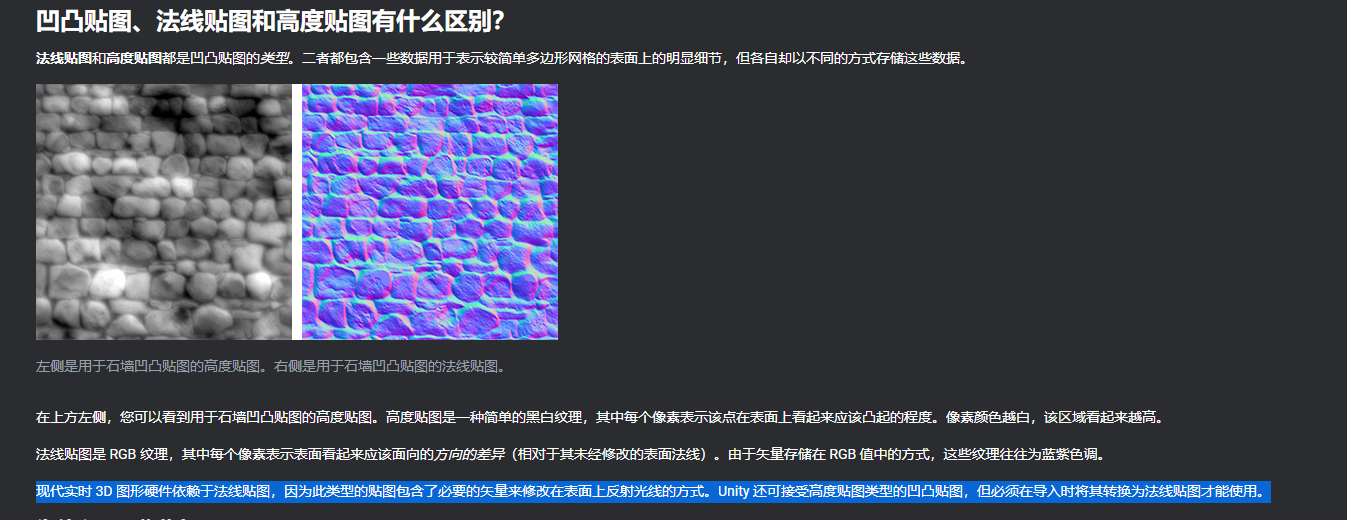 凹凸贴图、法线贴图和高度贴图有什么区别？
法线贴图和高度贴图都是凹凸贴图的类型。二者都包含一些数据用于表示较简单多边形网格的表面上的明显细节，但各自却以不同的方式存储这些数据。
左侧是用于石墙凹凸贴图的高度贴图。右侧是用于石墙凹凸贴图的法线贴图。
在上方左侧，您可以看到用于石墙凹凸贴图的高度贴图。高度贴图是一种简单的黑白纹理，其中每个像素表示该点在表面上看起来应该凸起的程度。像素颜色越白，该区域看起来越高。
法线贴图是 RGB 纹理，其中每个像素表示表面看起来应该面向的方向的差异（相对于其未经修改的表面法线）。由于矢量存储在 RGB 值中的方式，这些纹理往往为蓝紫色调。
现代实时 3D 图形硬件依赖于法线贴图，因为此类型的贴图包含了必要的矢量来修改在表面上反射光线的方式。Unity 还可接受高度贴图类型的凹凸贴图，但必须在导入时将其转换为法线贴图才能使用。